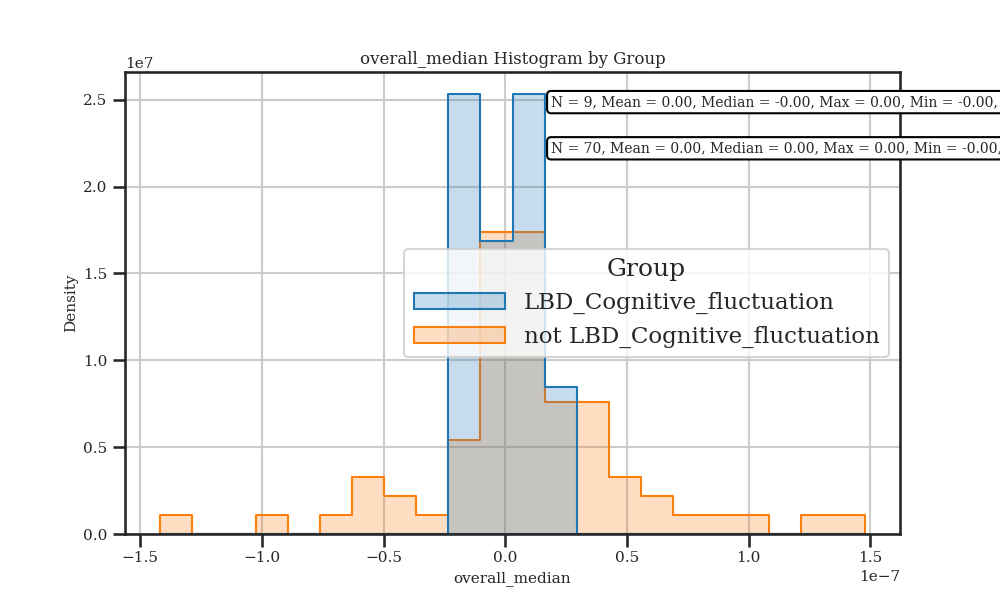 overall_median Histogram by Group
1e7
N = 9, Mean = 0.00, Median = -0.00, Max = 0.00, Min = -0.00,
N = 70, Mean = 0.00, Median = 0.00, Max = 0.00, Min = -0.00,
2.5
2.0
1.5
1.0
0.5
0.0
Density
Group
LBD_Cognitive_fluctuation
not LBD_Cognitive_fluctuation
−1.5 −1.0 −0.5 0.0 0.5 1.0 1.5
1e−7
overall_median